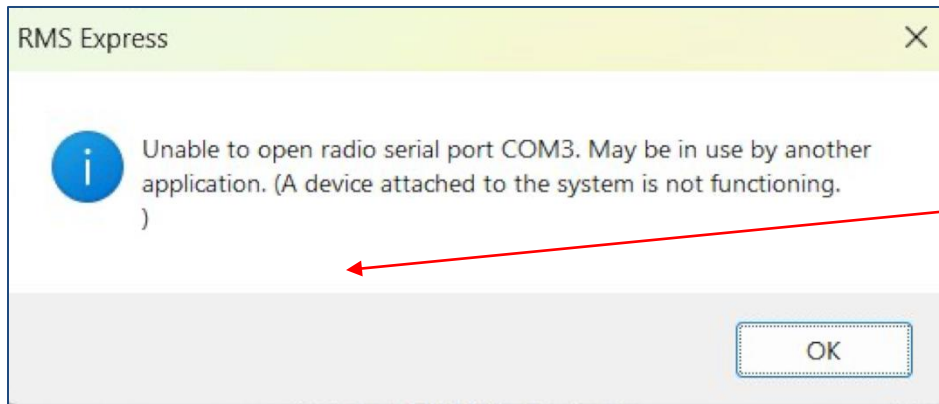 RMS Express
Unable to open radio serial port COM3. May be in use by another
application. (A device attached to the system is not functioning.
)
OK